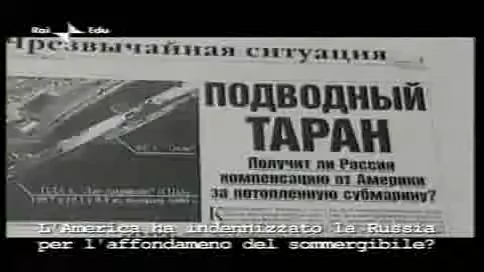 Rai Edu
Чрезвычайная ситуация
ПОДВОДНЫЙ
ТАРАН
Получит ли Россия
компенсацию от Америки
за потопленную субмарину?
L'America ha indennizzato la Russia
per l'affondameno del sommergibile?